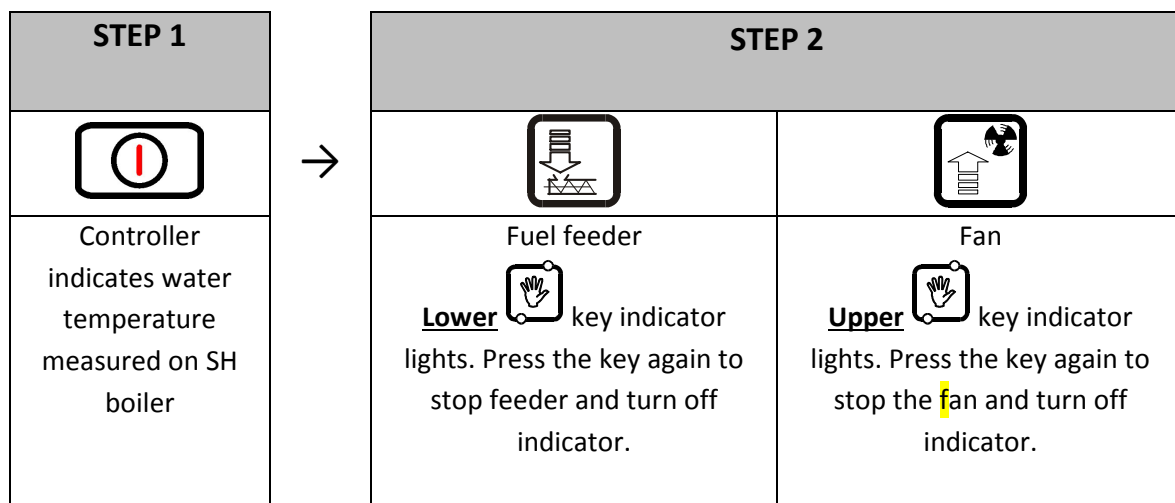 STEP 1
STEP 2
→
Controller
indicates water
temperature
measured on SH
boiler
Fuel feeder
Lower key indicator
lights. Press the key again to
stop feeder and turn off
indicator.
Fan
Upper key indicator
lights. Press the key again to
stop the fan and turn off
indicator.